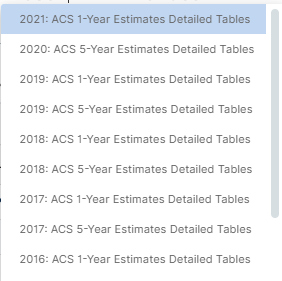 2021: ACS 1-Year Estimates Detailed Tables
2020: ACS 5-Year Estimates Detailed Tables
2019: ACS 1-Year Estimates Detailed Tables
2019: ACS 5-Year Estimates Detailed Tables
2018: ACS 1-Year Estimates Detailed Tables
2018: ACS 5-Year Estimates Detailed Tables
2017: ACS 1-Year Estimates Detailed Tables
2017: ACS 5-Year Estimates Detailed Tables
2016: ACS 1-Year Estimates Detailed Tables